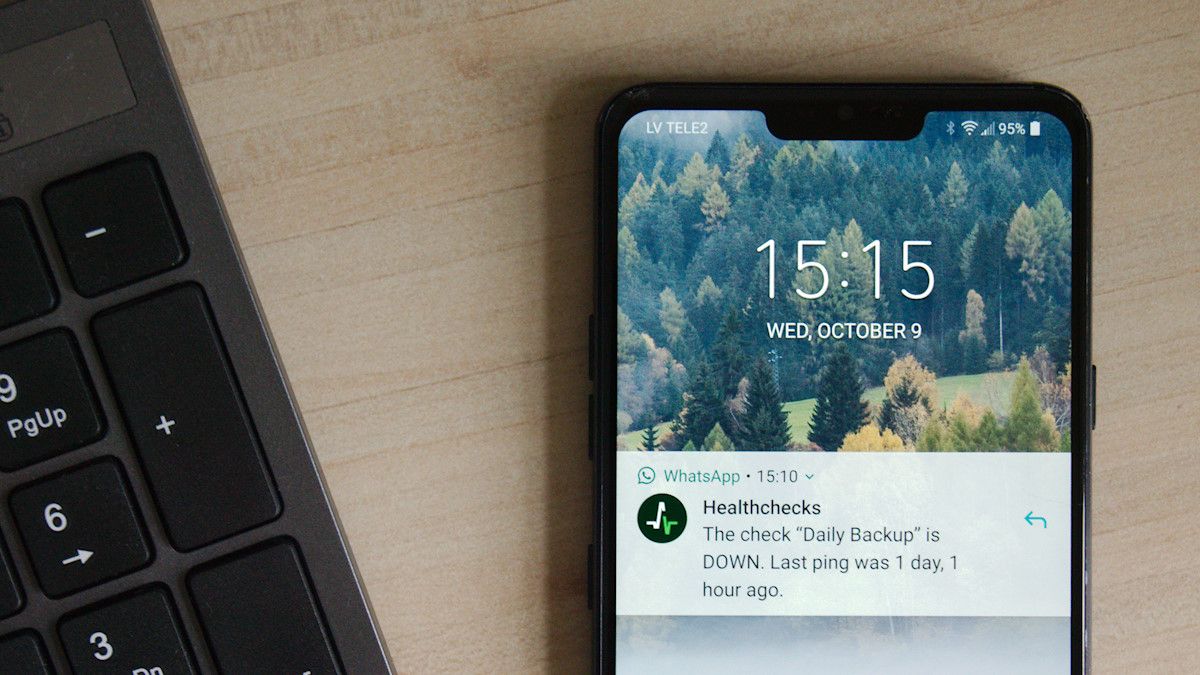 −
9
PgUp
+
6
→
3
LV TELE2
95%
15:15
WED, OCTOBER 9
WhatsApp • 15:10
Healthchecks
The check “Daily Backup” is
DOWN. Last ping was 1 day, 1
hour ago.